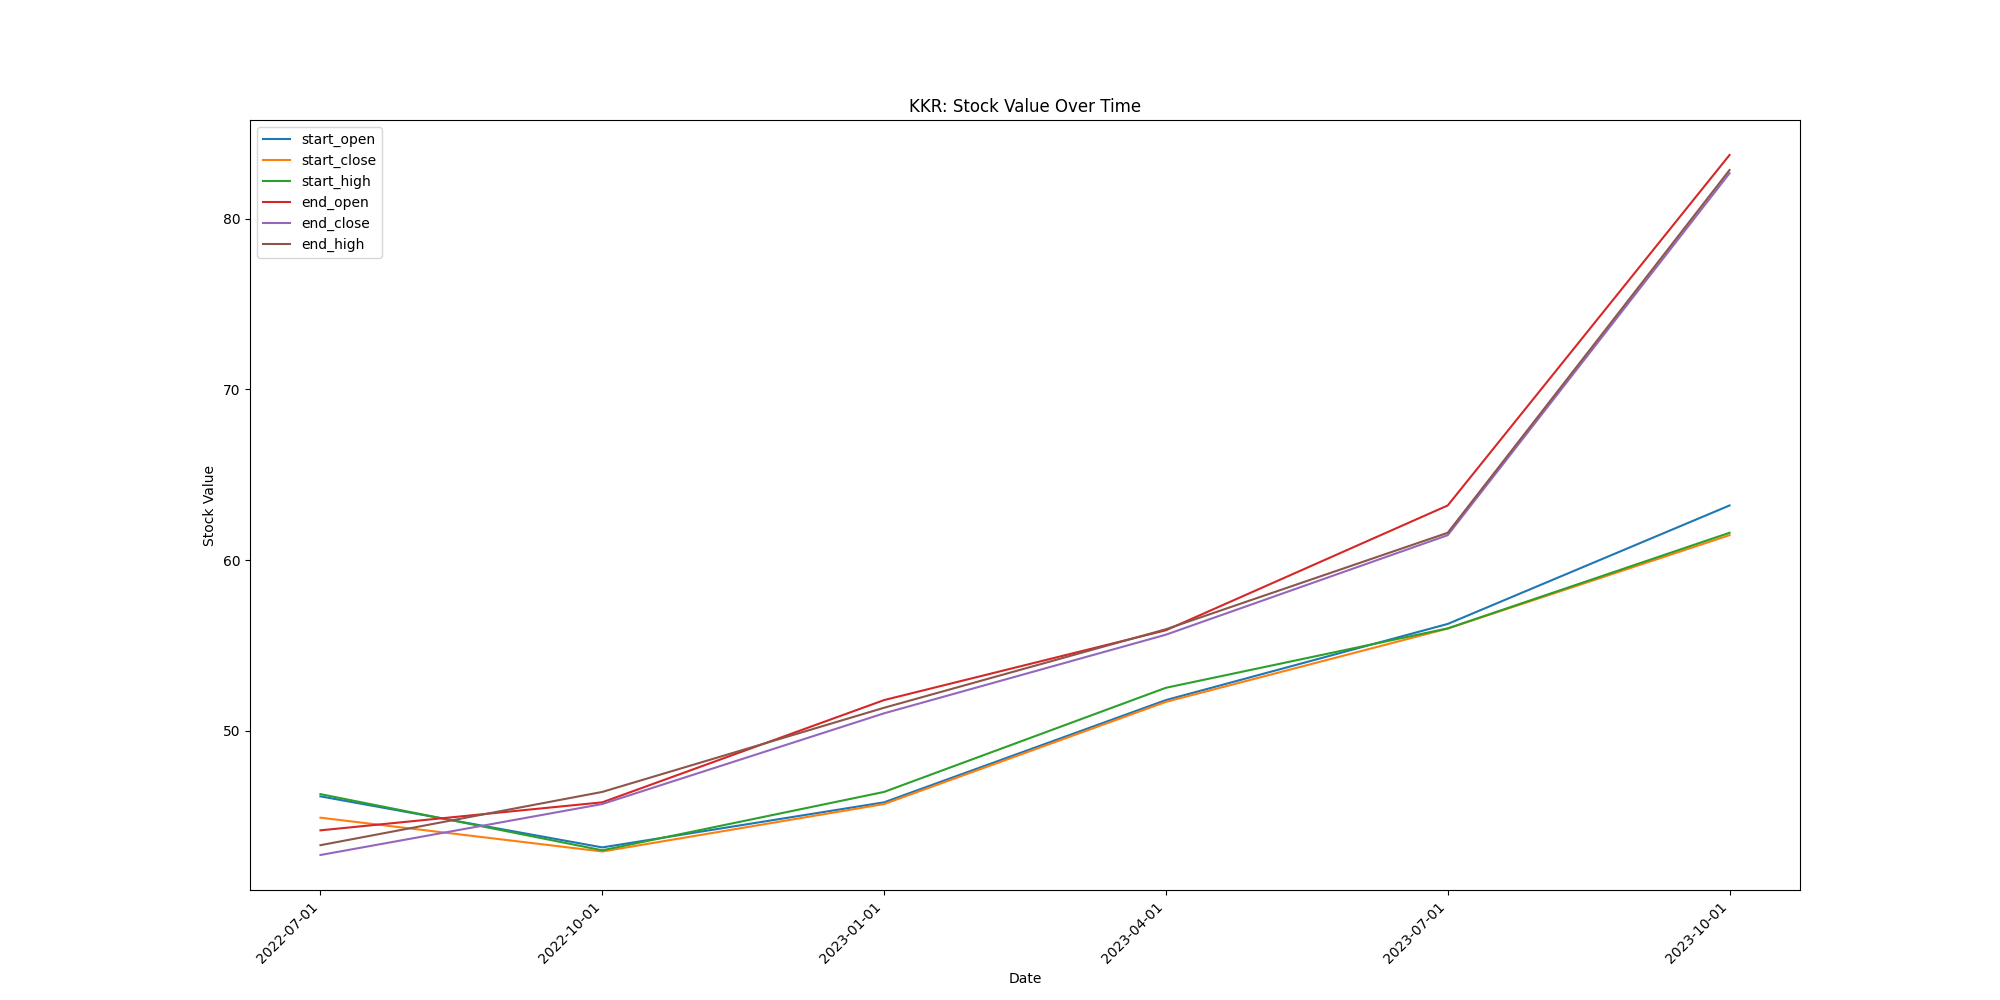 KKR: Stock Value Over Time
start_open
start_close
start_high
end_open
end_close
end_high
80
70
60
50
Stock Value
2022-07-01
2022-10-01
2023-01-01
2023-04-01
2023-07-01
2023-10-01
Date